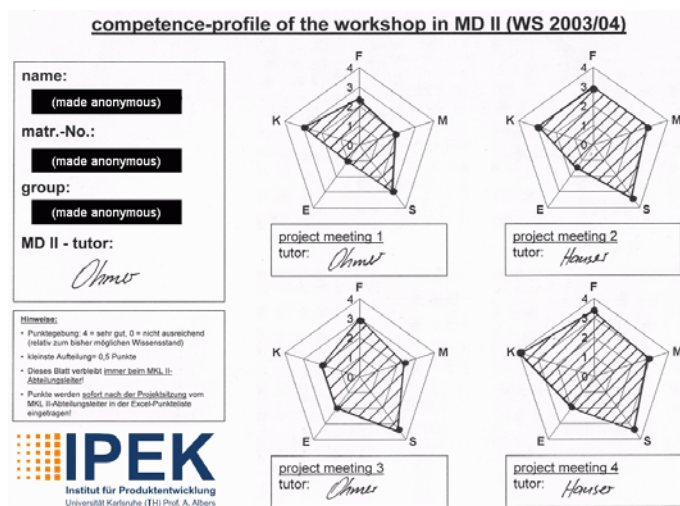 competence-profile of the workshop in MD II (WS 2003/04)
name:
(made anonymous)
matr.-No.:
(made anonymous)
group:
(made anonymous)
MD II - tutor:
Ohmer
Hinweise:
• Punktegebung: 4 = sehr gut, 0 = nicht ausreichend
(relativ zum bisher möglichen Wissensstand)
• kleinste Aufteilung= 0,5 Punkte
• Dieses Blatt verbleibt immer beim MKL II-
Abteilungsleiter!
• Punkte werden sofort nach der Projektsitzung vom
MKL II-Abteilungsleiter in der Excel-Punkteliste
eingetragen!
IPEK
Institut für Produktentwicklung
Universität Karlsruhe (TH) Prof. A. Albers
F
4
3
2
1
0
K
M
E
S
project meeting 1
tutor: Ohmer
F
4
3
2
1
0
K
M
E
S
project meeting 2
tutor: Hauser
F
4
3
2
1
0
K
M
E
S
project meeting 3
tutor: Ohmer
F
4
3
2
1
0
K
M
E
S
project meeting 4
tutor: Hauser